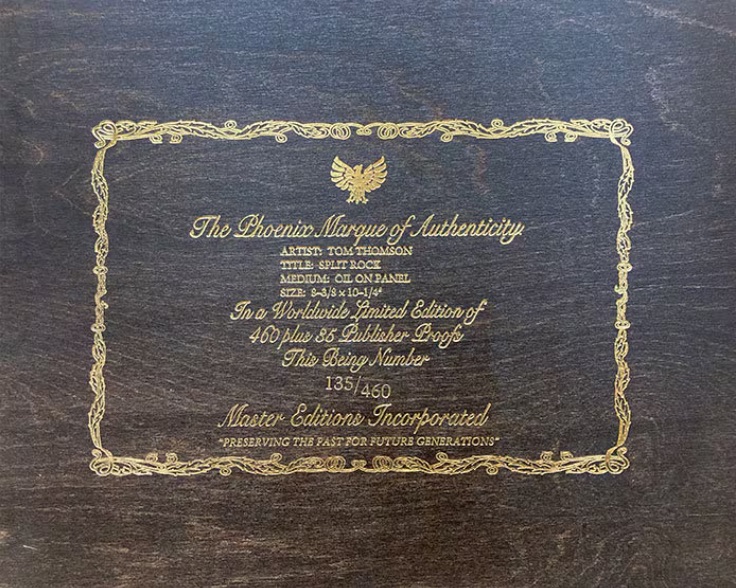 The Phoenix Marque of Authenticity
ARTIST: TOM THOMSON
TITLE: SPLIT ROCK
MEDIUM: OIL ON PANEL
SIZE: 8-3/8 x 10-1/4"
In a Worldwide Limited Edition of
460 plus 85 Publisher Proofs
This Being Number
135/460
Master Editions Incorporated
"PRESERVING THE PAST FOR FUTURE GENERATIONS"